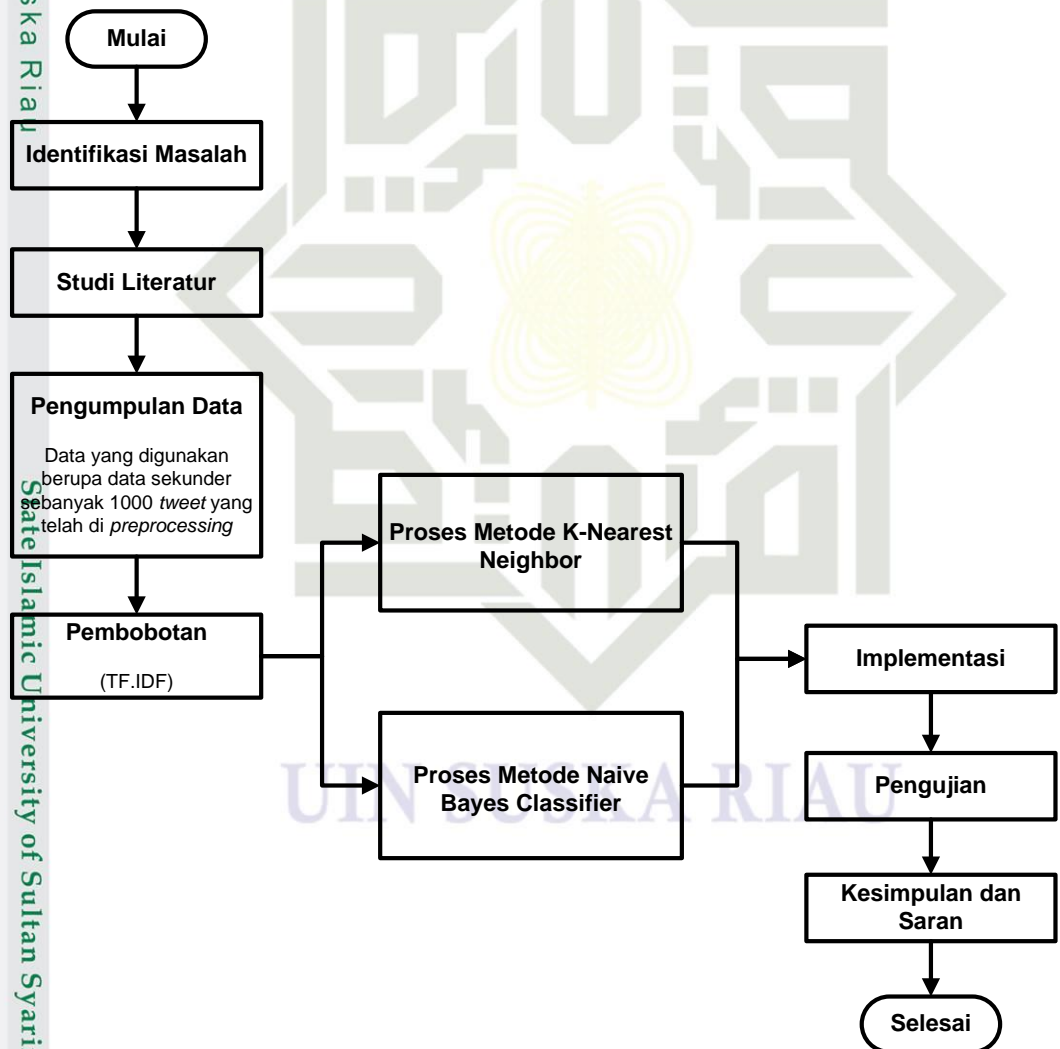 Mulai
Identifikasi Masalah
Studi Literatur
Pengumpulan Data
Data yang digunakan
berupa data sekunder
sebanyak 1000 tweet yang
telah di preprocessing
Pembobotan
(TF.IDF)
Proses Metode K-Nearest
Neighbor
Proses Metode Naive
Bayes Classifier
Implementasi
Pengujian
Kesimpulan dan
Saran
Selesai
UIN SUSKA RIAU
ska Riau
State Islamic University of Sultan Syari